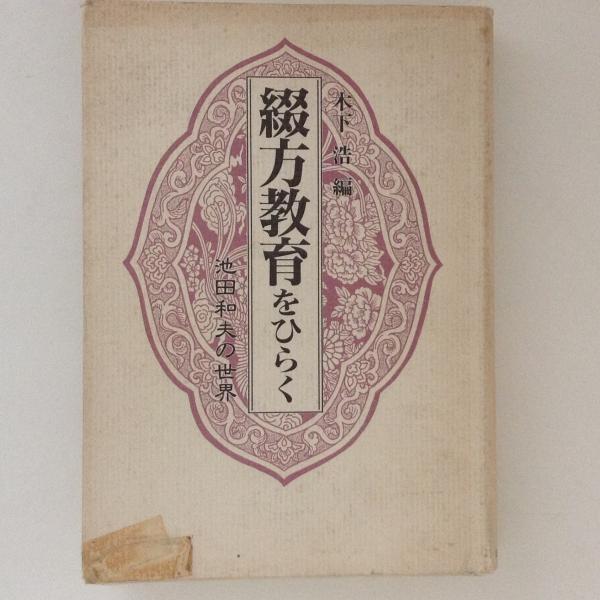 木下浩編
綴方教育をひらく
池田和夫の世界